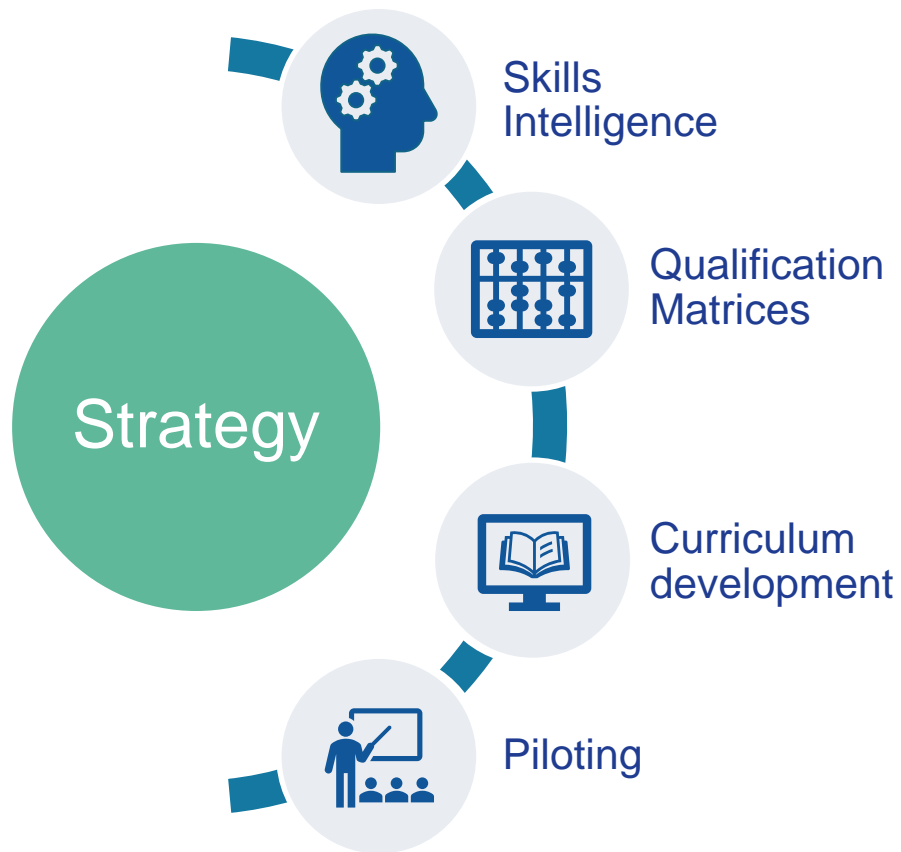 Skills
Intelligence
Qualification
Matrices
Strategy
Curriculum
development
Piloting